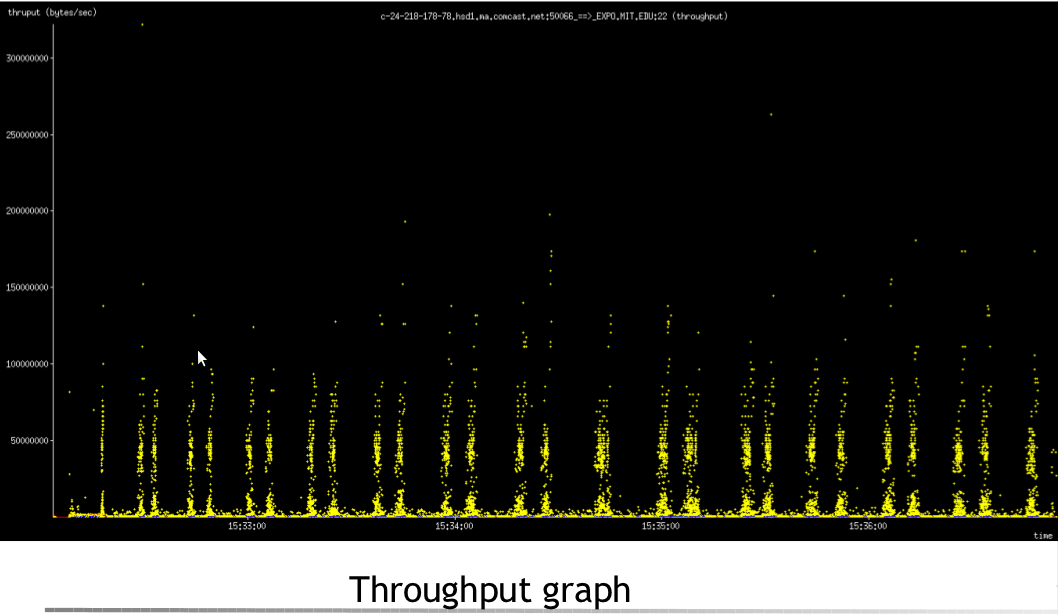 thruput (bytes/sec)
c-24-218-178-78.hsd1.ma.comcast.net:50066_==>_EXPO.MIT.EDU:22 (throughput)
300000000
250000000
200000000
150000000
100000000
50000000
15:33:00 15:34:00 15:35:00 15:36:00
time
Throughput graph